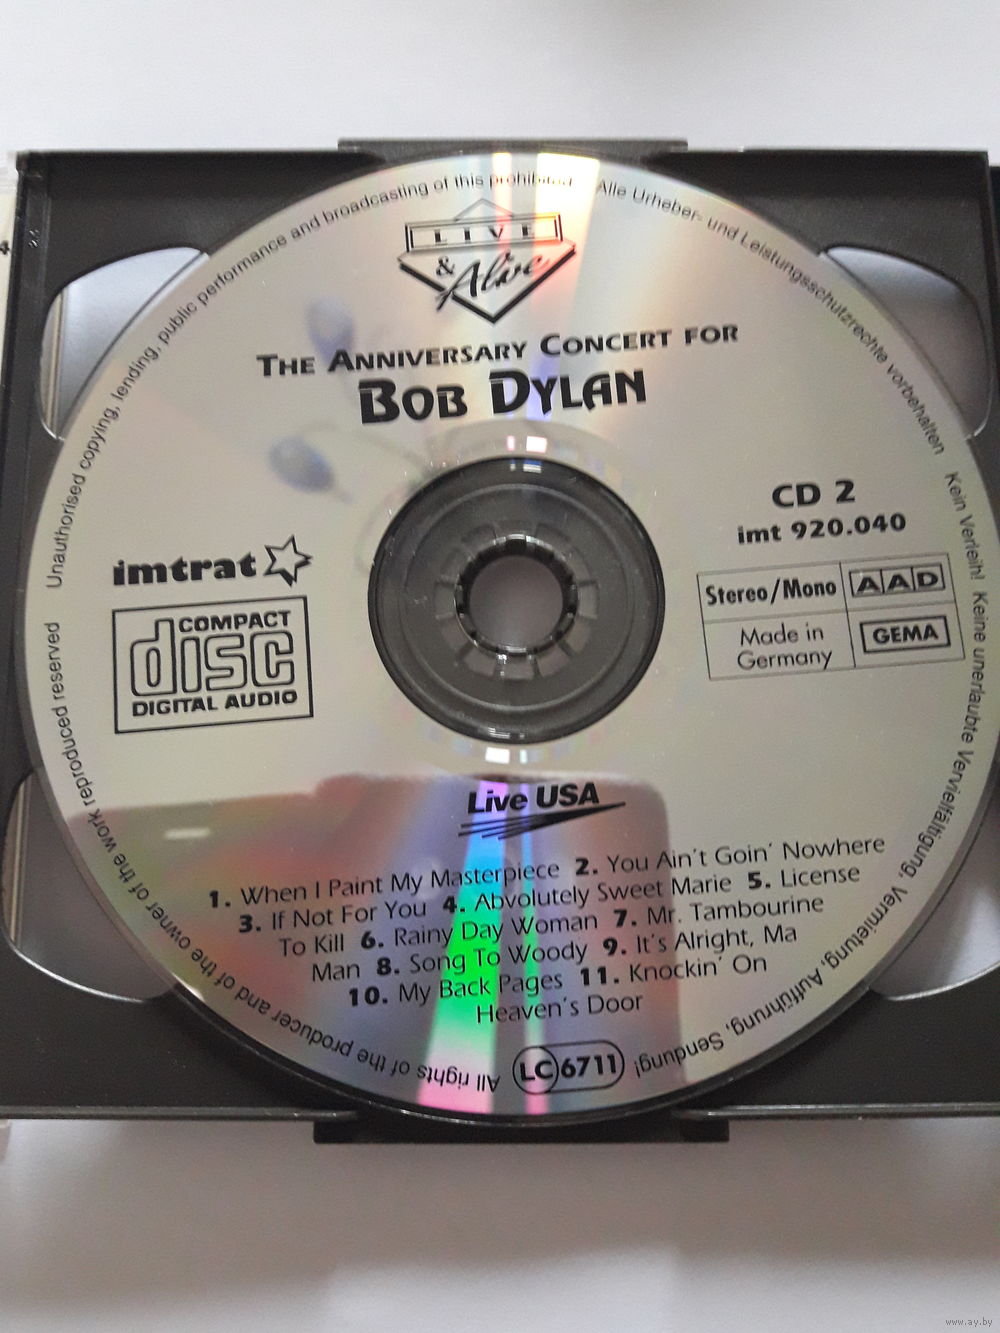 LIVE
& Alive
THE ANNIVERSARY CONCERT FOR
BOB DYLAN
CD 2
imt 920.040
imtrat
COMPACT
disc
DIGITAL AUDIO
Stereo/Mono AAD
Made in Germany GEMA
Live USA
1. When I Paint My Masterpiece 2. You Ain't Goin' Nowhere
3. If Not For You 4. Abvolutely Sweet Marie 5. License
To Kill 6. Rainy Day Woman 7. Mr. Tambourine
Man 8. Song To Woody 9. It's Alright, Ma
10. My Back Pages 11. Knockin' On
Heaven's Door
LC 6711
All rights of the producer and of the owner of the work reproduced reserved Unauthorised copying, lending, public performance and broadcasting of this prohibited Alle Urheber- und Leistungsschutzrechte vorbehalten Kein Verleih! Keine unerlaubte Vervielfältigung, Vermietung, Aufführung, Sendung!
www.ay.by